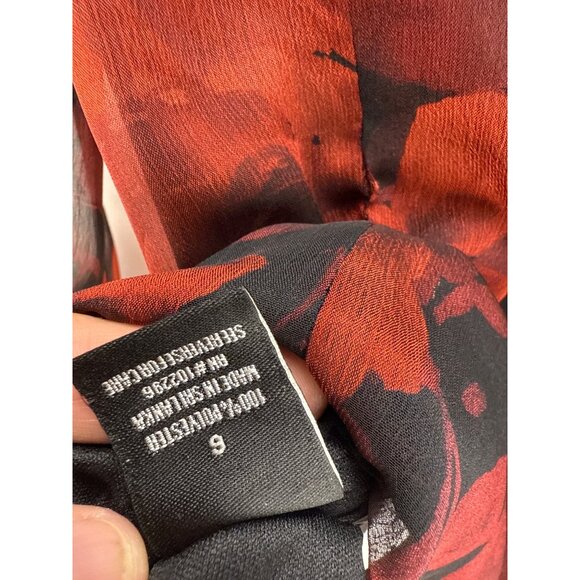 6
100% POLYESTER
MADE IN SRI LANKA
RN #102296
SEE REVERSE FOR CARE